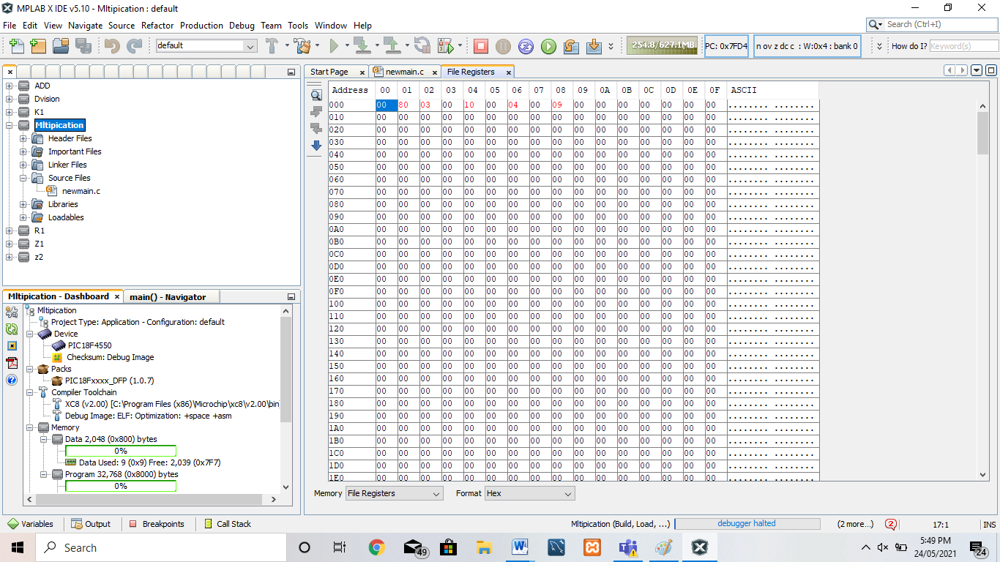 MPLAB X IDE v5.10 - Mltipication : default
File Edit View Navigate Source Refactor Production Debug Team Tools Window Help
Search (Ctrl+I)
default
254.8/627.1MB
PC: 0x7FD4
n ov z dc c : W:0x4 : bank 0
How do I? Keyword(s)
ADD
Dvision
K1
Mltipication
Header Files
Important Files
Linker Files
Source Files
newmain.c
Libraries
Loadables
R1
Z1
z2
Mltipication - Dashboard
main() - Navigator
Mltipication
Project Type: Application - Configuration: default
Device
PIC18F4550
Checksum: Debug Image
Packs
PIC18Fxxxx_DFP (1.0.7)
Compiler Toolchain
XC8 (v2.00) [C:\Program Files (x86)\Microchip\xc8\v2.00\bin
Debug Image: ELF: Optimization: +space +asm
Memory
Data 2,048 (0x800) bytes
0%
Data Used: 9 (0x9) Free: 2,039 (0x7F7)
Program 32,768 (0x8000) bytes
0%
Start Page newmain.c File Registers
Address 00 01 02 03 04 05 06 07 08 09 0A 0B 0C 0D 0E 0F ASCII
000 00 80 03 00 10 00 04 00 09 00 00 00 00 00 00 00 ........ ........
010 00 00 00 00 00 00 00 00 00 00 00 00 00 00 00 00 ........ ........
020 00 00 00 00 00 00 00 00 00 00 00 00 00 00 00 00 ........ ........
030 00 00 00 00 00 00 00 00 00 00 00 00 00 00 00 00 ........ ........
040 00 00 00 00 00 00 00 00 00 00 00 00 00 00 00 00 ........ ........
050 00 00 00 00 00 00 00 00 00 00 00 00 00 00 00 00 ........ ........
060 00 00 00 00 00 00 00 00 00 00 00 00 00 00 00 00 ........ ........
070 00 00 00 00 00 00 00 00 00 00 00 00 00 00 00 00 ........ ........
080 00 00 00 00 00 00 00 00 00 00 00 00 00 00 00 00 ........ ........
090 00 00 00 00 00 00 00 00 00 00 00 00 00 00 00 00 ........ ........
0A0 00 00 00 00 00 00 00 00 00 00 00 00 00 00 00 00 ........ ........
0B0 00 00 00 00 00 00 00 00 00 00 00 00 00 00 00 00 ........ ........
0C0 00 00 00 00 00 00 00 00 00 00 00 00 00 00 00 00 ........ ........
0D0 00 00 00 00 00 00 00 00 00 00 00 00 00 00 00 00 ........ ........
0E0 00 00 00 00 00 00 00 00 00 00 00 00 00 00 00 00 ........ ........
0F0 00 00 00 00 00 00 00 00 00 00 00 00 00 00 00 00 ........ ........
100 00 00 00 00 00 00 00 00 00 00 00 00 00 00 00 00 ........ ........
110 00 00 00 00 00 00 00 00 00 00 00 00 00 00 00 00 ........ ........
120 00 00 00 00 00 00 00 00 00 00 00 00 00 00 00 00 ........ ........
130 00 00 00 00 00 00 00 00 00 00 00 00 00 00 00 00 ........ ........
140 00 00 00 00 00 00 00 00 00 00 00 00 00 00 00 00 ........ ........
150 00 00 00 00 00 00 00 00 00 00 00 00 00 00 00 00 ........ ........
160 00 00 00 00 00 00 00 00 00 00 00 00 00 00 00 00 ........ ........
170 00 00 00 00 00 00 00 00 00 00 00 00 00 00 00 00 ........ ........
180 00 00 00 00 00 00 00 00 00 00 00 00 00 00 00 00 ........ ........
190 00 00 00 00 00 00 00 00 00 00 00 00 00 00 00 00 ........ ........
1A0 00 00 00 00 00 00 00 00 00 00 00 00 00 00 00 00 ........ ........
1B0 00 00 00 00 00 00 00 00 00 00 00 00 00 00 00 00 ........ ........
1C0 00 00 00 00 00 00 00 00 00 00 00 00 00 00 00 00 ........ ........
1D0 00 00 00 00 00 00 00 00 00 00 00 00 00 00 00 00 ........ ........
1E0 00 00 00 00 00 00 00 00 00 00 00 00 00 00 00 00 ........ ........
Memory File Registers Format Hex
Variables Output Breakpoints Call Stack
Mltipication (Build, Load, ...) debugger halted (2 more...) 2 17:1 INS
Search
49
5:49 PM
24/05/2021
24